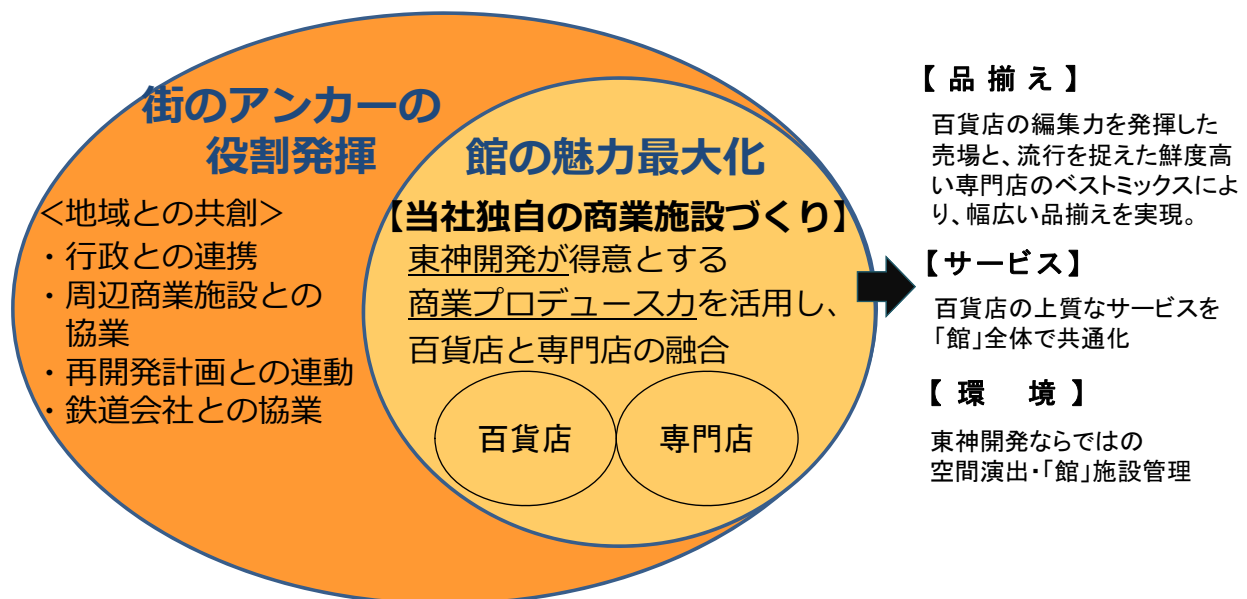 街のアンカーの
役割発揮
<地域との共創>
・行政との連携
・周辺商業施設との
協業
・再開発計画との連動
・鉄道会社との協業
館の魅力最大化
【当社独自の商業施設づくり】
東神開発が得意とする
商業プロデュース力を活用し、
百貨店と専門店の融合
百貨店
専門店
【 品 揃 え 】
百貨店の編集力を発揮した
売場と、流行を捉えた鮮度高
い専門店のベストミックスによ
り、幅広い品揃えを実現。
【サービス】
百貨店の上質なサービスを
「館」全体で共通化
【 環　境 】
東神開発ならではの
空間演出・「館」施設管理